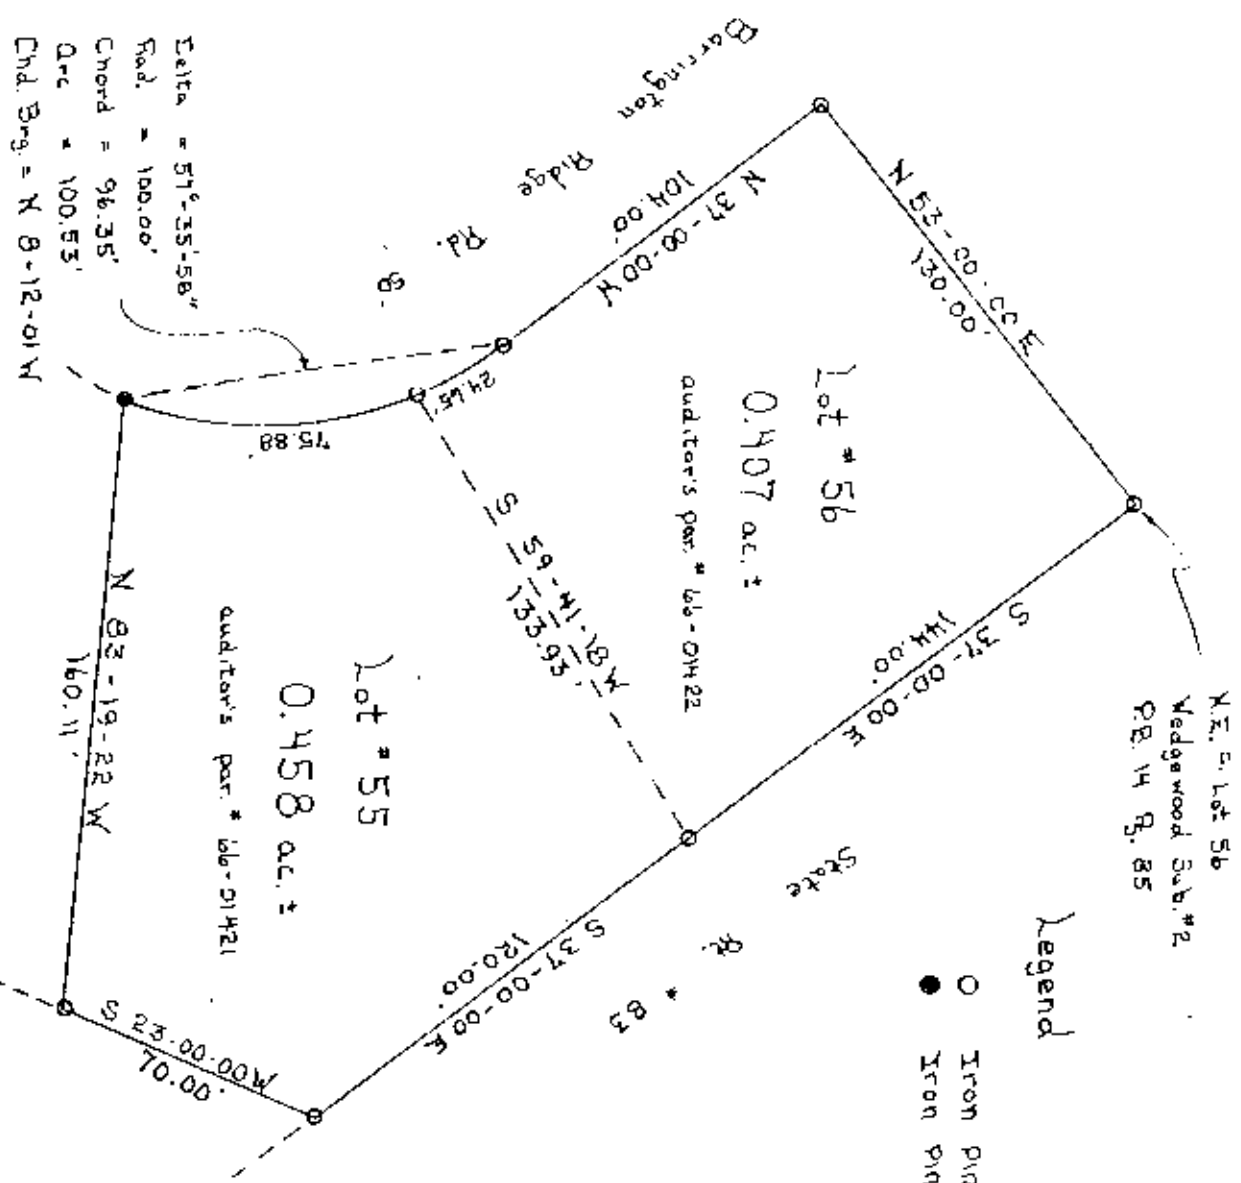 Barrington Ridge Rd.
50'
N 37-00-00 W
104.00'
N 53-00-00 E
130.00'
Lot # 56
0.407 ac. ±
auditor's par. # 66-01422
S 37-00-00 E
144.00'
N.E. C. Lot 56
Wedgewood Sub. #2
P.B. 14 Pg. 85
Legend
Iron pin
Iron pin
State Rt. # 83
24.65'
75.88'
S 59-41-18 W
133.93'
Lot # 55
0.458 ac. ±
auditor's par. # 66-01421
S 37-00-00 E
120.00'
S 23-00-00 W
70.00'
N 83-19-22 W
160.11'
Delta = 57°-35'-58"
Rad. = 100.00'
Chord = 96.35'
Arc = 100.53'
Chd. Brg. = N 8-12-01 W